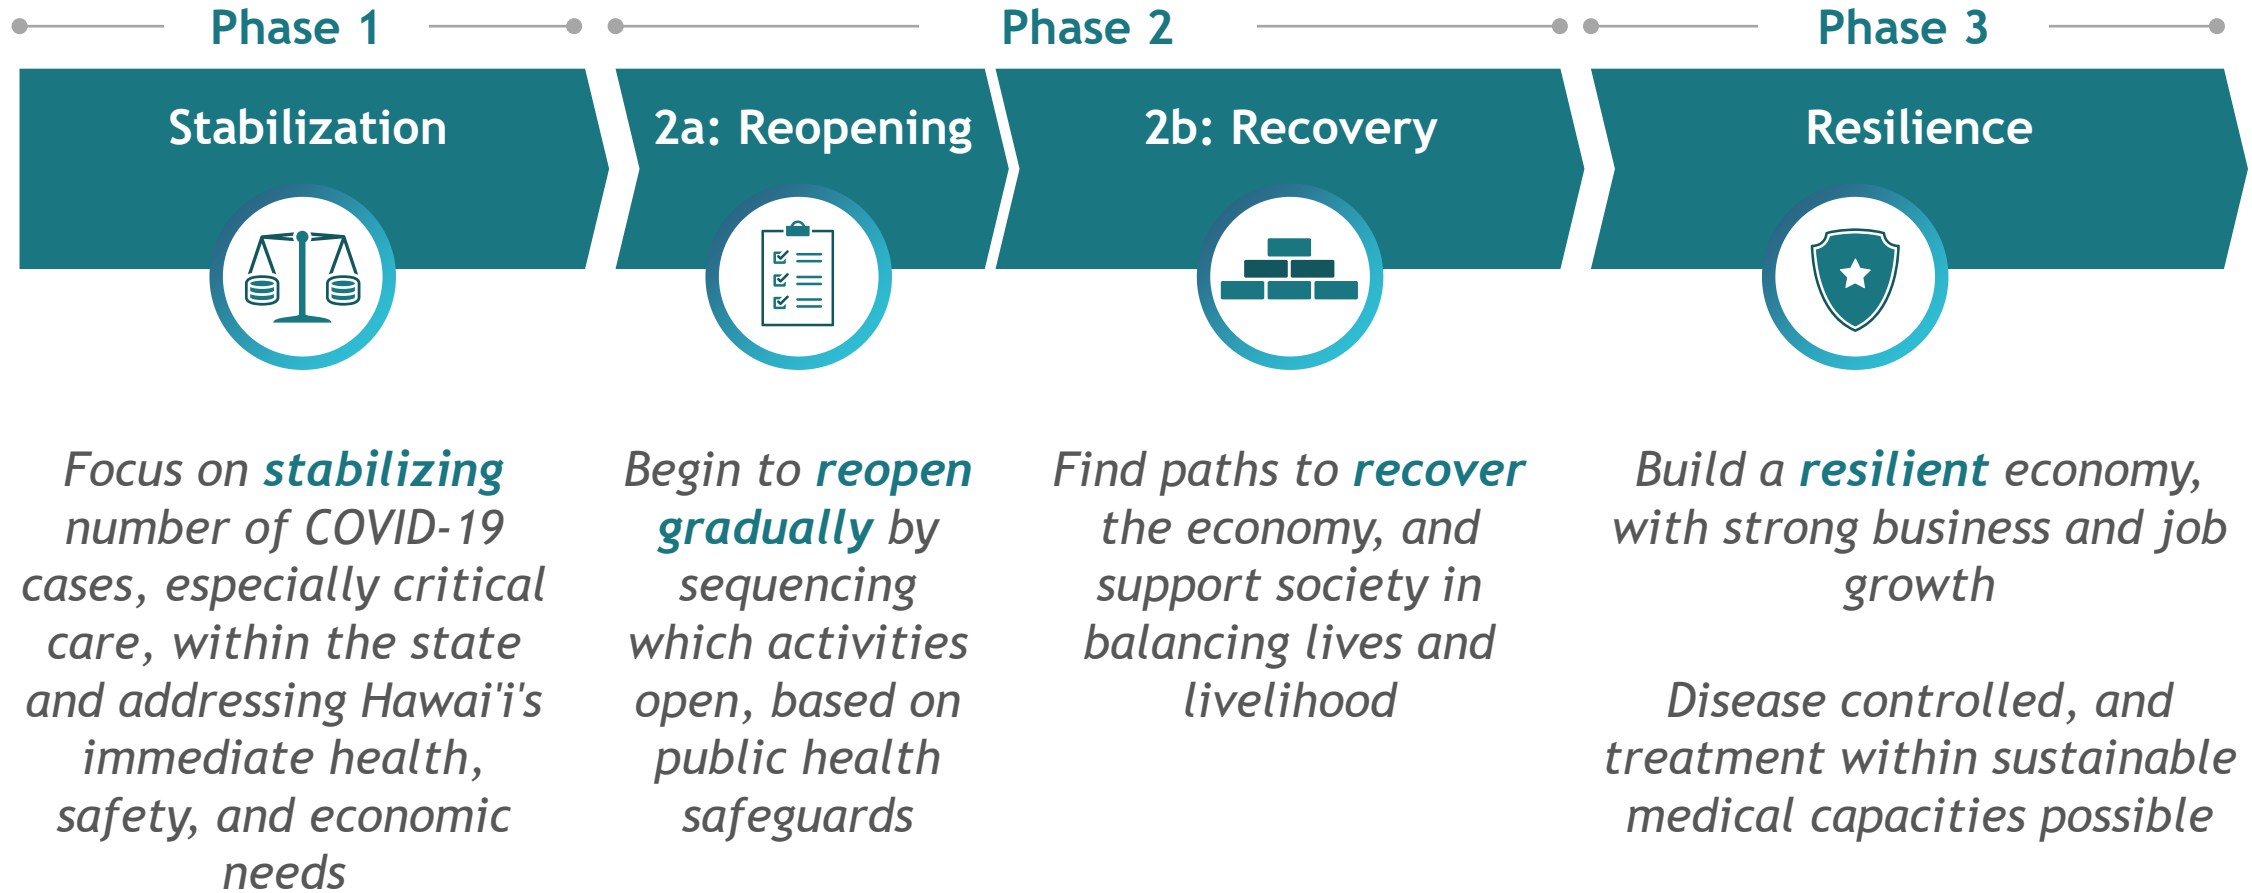 Phase 1
Phase 2
Phase 3
Stabilization
2a: Reopening
2b: Recovery
Resilience
Focus on stabilizing
number of COVID-19
cases, especially critical
care, within the state
and addressing Hawai'i's
immediate health,
safety, and economic
needs
Begin to reopen
gradually by
sequencing
which activities
open, based on
public health
safeguards
Find paths to recover
the economy, and
support society in
balancing lives and
livelihood
Build a resilient economy,
with strong business and job
growth
Disease controlled, and
treatment within sustainable
medical capacities possible